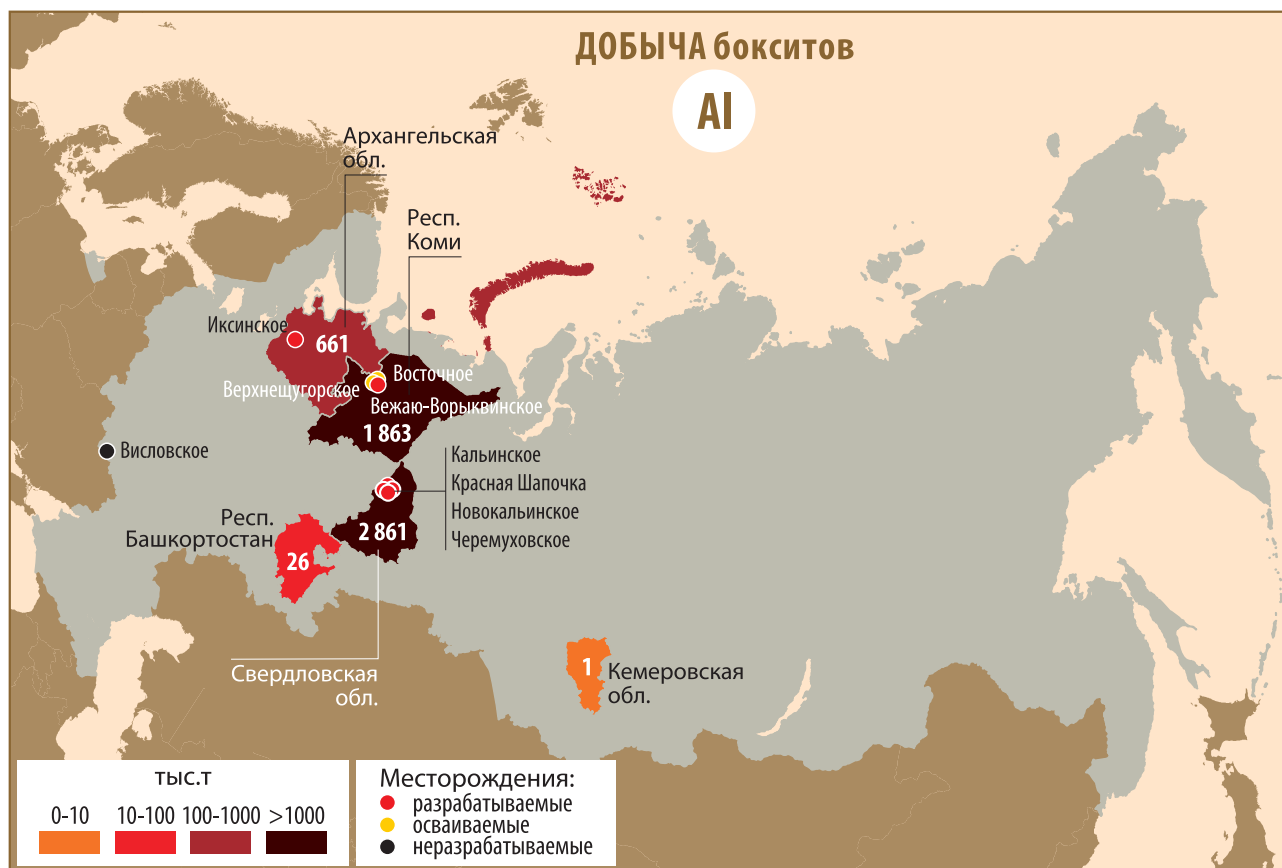 ДОБЫЧА бокситов
Al
Архангельская
обл.
Респ.
Коми
Иксинское
661
Восточное
Верхнещугорское
Вежаю-Ворыквинское
1 863
Висловское
Кальинское
Красная Шапочка
Новокальинское
Черемуховское
Респ.
Башкортостан
2 861
26
Свердловская
обл.
1
Кемеровская
обл.
тыс.т
0-10 10-100 100-1000 >1000
Месторождения:
разрабатываемые
осваиваемые
неразрабатываемые